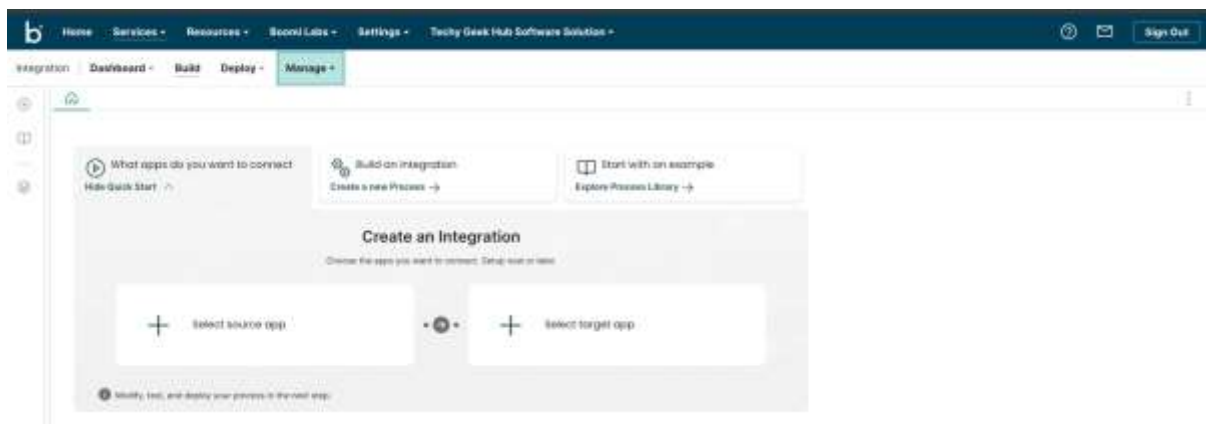 b Home Services Resources Boomi Labs Settings Techy Geek Hub Software Solution Sign Out
Integration Dashboard Build Deploy Manage
What apps do you want to connect Build an integration Start with an example
Hide Quick Start Create a new Process → Explore Process Library →
Create an Integration
Choose the apps you want to connect. Setup now or later
Select source app Select target app
Modify, test, and deploy your process in the next step.